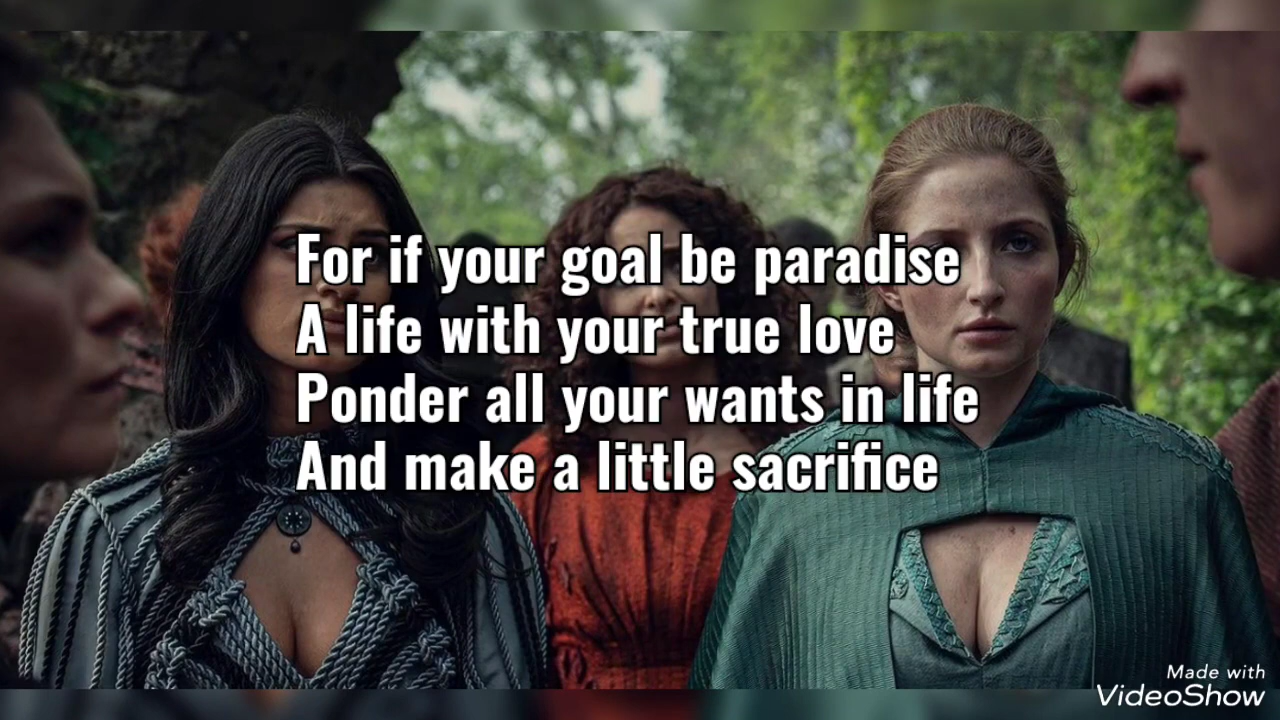 For if your goal be paradise
A life with your true love
Ponder all your wants in life
And make a little sacrifice
Made with
VideoShow